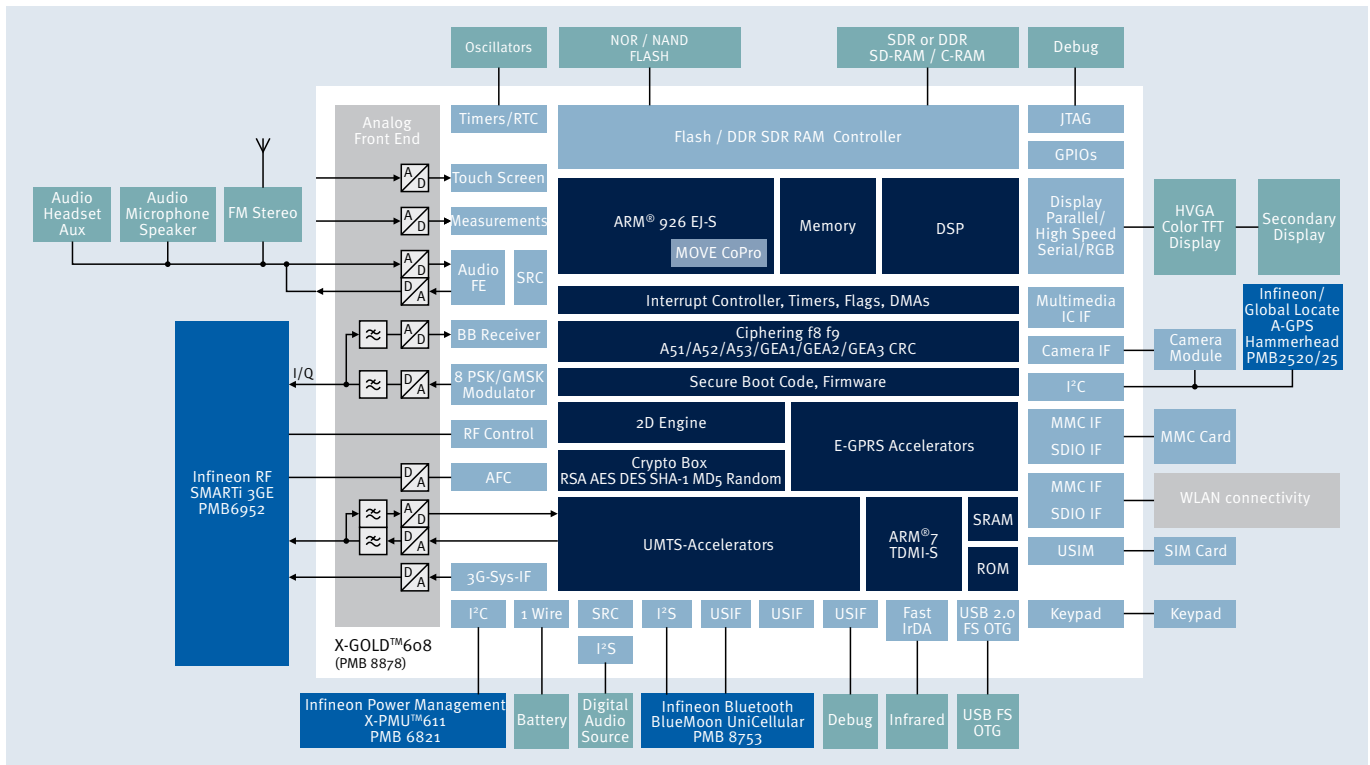 Oscillators
NOR / NAND
FLASH
SDR or DDR
SD-RAM / C-RAM
Debug
Analog
Front End
Timers/RTC
Flash / DDR SDR RAM Controller
JTAG
GPIOs
A
D
Touch Screen
Audio
Headset
Aux
Audio
Microphone
Speaker
FM Stereo
A
D
Measurements
ARM® 926 EJ-S
MOVE CoPro
Memory
DSP
Display
Parallel/
High Speed
Serial/RGB
HVGA
Color TFT
Display
Secondary
Display
A
D
D
A
Audio
FE
SRC
Interrupt Controller, Timers, Flags, DMAs
Multimedia
IC IF
Infineon/
Global Locate
A-GPS
Hammerhead
PMB2520/25
≈
A
D
BB Receiver
Ciphering f8 f9
A51/A52/A53/GEA1/GEA2/GEA3 CRC
Camera IF
Camera
Module
I/Q
≈
D
A
8 PSK/GMSK
Modulator
Secure Boot Code, Firmware
I²C
RF Control
2D Engine
E-GPRS Accelerators
MMC IF
SDIO IF
MMC Card
Infineon RF
SMARTi 3GE
PMB6952
D
A
AFC
Crypto Box
RSA AES DES SHA-1 MD5 Random
MMC IF
SDIO IF
WLAN connectivity
≈
A
D
≈
D
A
UMTS-Accelerators
ARM®7
TDMI-S
SRAM
ROM
USIM
SIM Card
D
A
3G-Sys-IF
I²C
1 Wire
SRC
I²S
USIF
USIF
USIF
Fast
IrDA
USB 2.0
FS OTG
Keypad
Keypad
X-GOLD™608
(PMB 8878)
I²S
Infineon Power Management
X-PMU™611
PMB 6821
Battery
Digital
Audio
Source
Infineon Bluetooth
BlueMoon UniCellular
PMB 8753
Debug
Infrared
USB FS
OTG